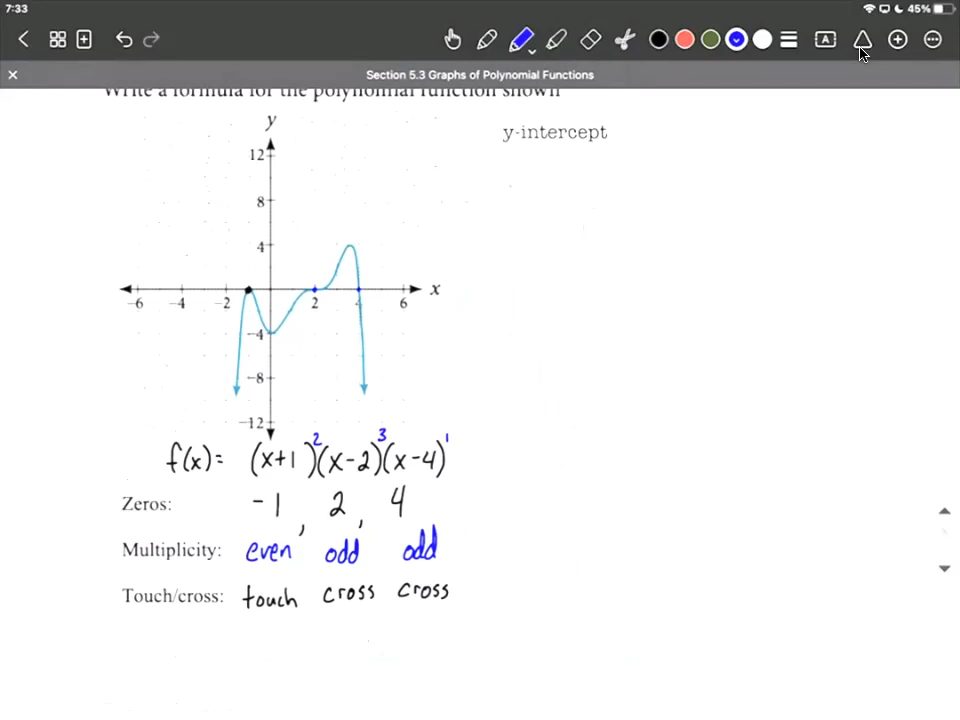 7:33
45%
Section 5.3 Graphs of Polynomial Functions
Write a formula for the polynomial function shown
y-intercept
y
12
8
4
-6 -4 -2 2 4 6 x
-4
-8
-12
f(x) = (x+1)²(x-2)³(x-4)¹
Zeros: -1, 2, 4
Multiplicity: even odd odd
Touch/cross: touch cross cross